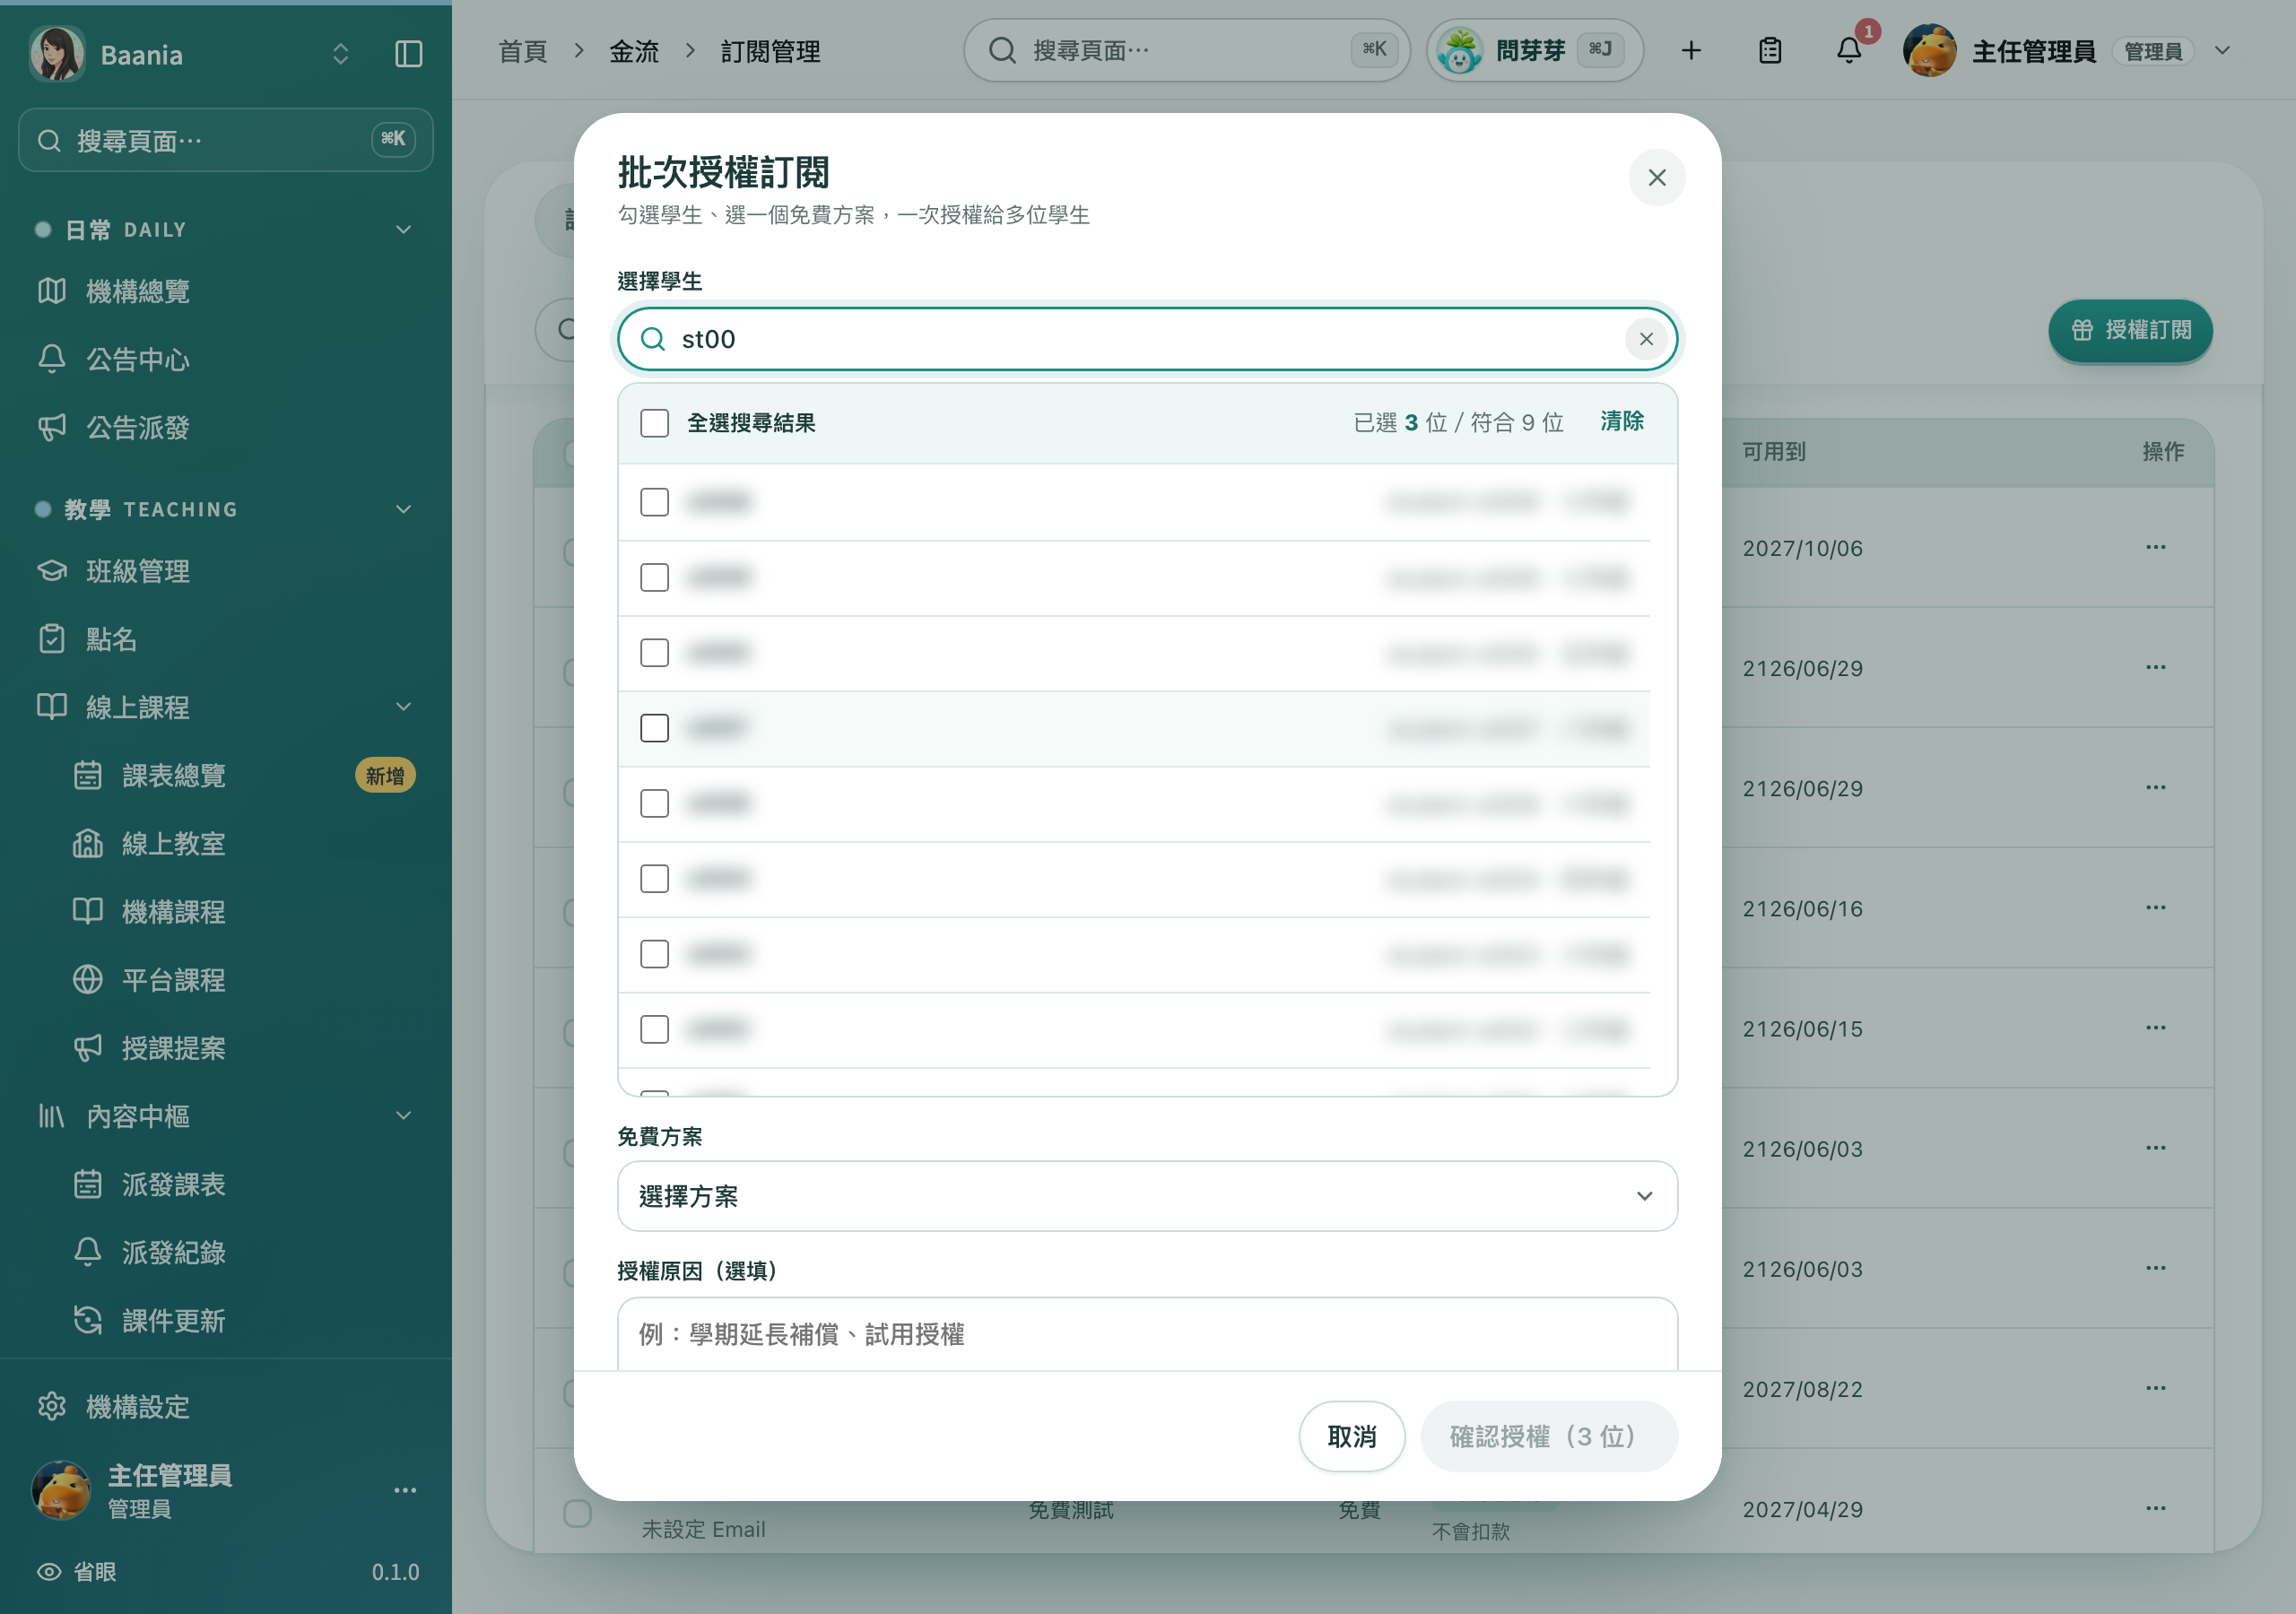 Baania
搜尋頁面… ⌘K
日常 DAILY
機構總覽
公告中心
公告派發
教學 TEACHING
班級管理
點名
線上課程
課表總覽 新增
線上教室
機構課程
平台課程
授課提案
內容中樞
派發課表
派發紀錄
課件更新
機構設定
主任管理員
管理員
省眼 0.1.0
首頁 > 金流 > 訂閱管理
搜尋頁面… ⌘K
問芽芽 ⌘J
1
主任管理員 管理員
批次授權訂閱
勾選學生、選一個免費方案，一次授權給多位學生
選擇學生
st00
全選搜尋結果 已選 3 位 / 符合 9 位 清除
免費方案
選擇方案
授權原因（選填）
例：學期延長補償、試用授權
取消 確認授權（3 位）
授權訂閱
可用到 操作
2027/10/06
2126/06/29
2126/06/29
2126/06/16
2126/06/15
2126/06/03
2126/06/03
2027/08/22
免費測試 免費 2027/04/29
未設定 Email 不會扣款